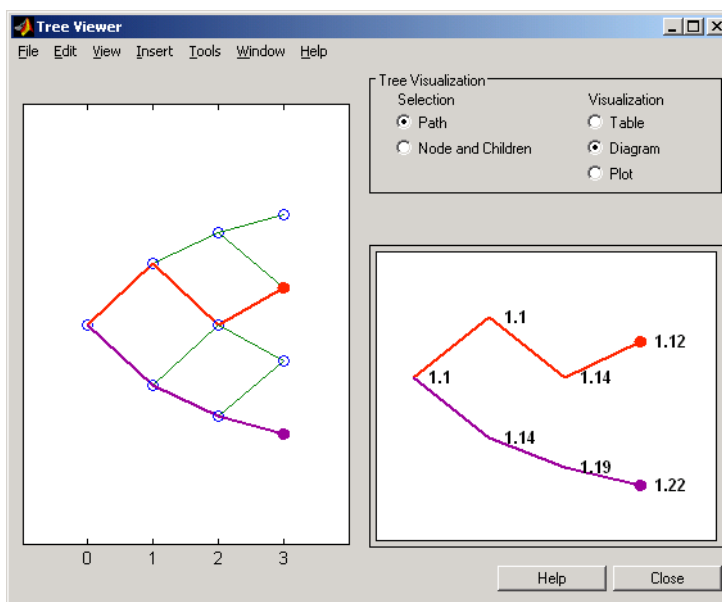 Tree Viewer
File Edit View Insert Tools Window Help
Tree Visualization
Selection
Path
Node and Children
Visualization
Table
Diagram
Plot
0 1 2 3
1.1
1.12
1.1
1.14
1.14
1.19
1.22
Help
Close